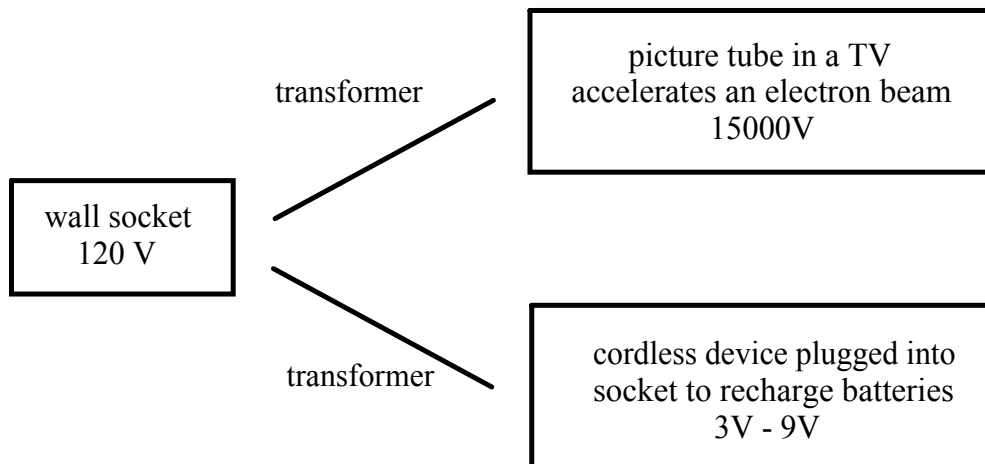 picture tube in a TV
accelerates an electron beam
15000V
transformer
wall socket
120 V
transformer
cordless device plugged into
socket to recharge batteries
3V - 9V